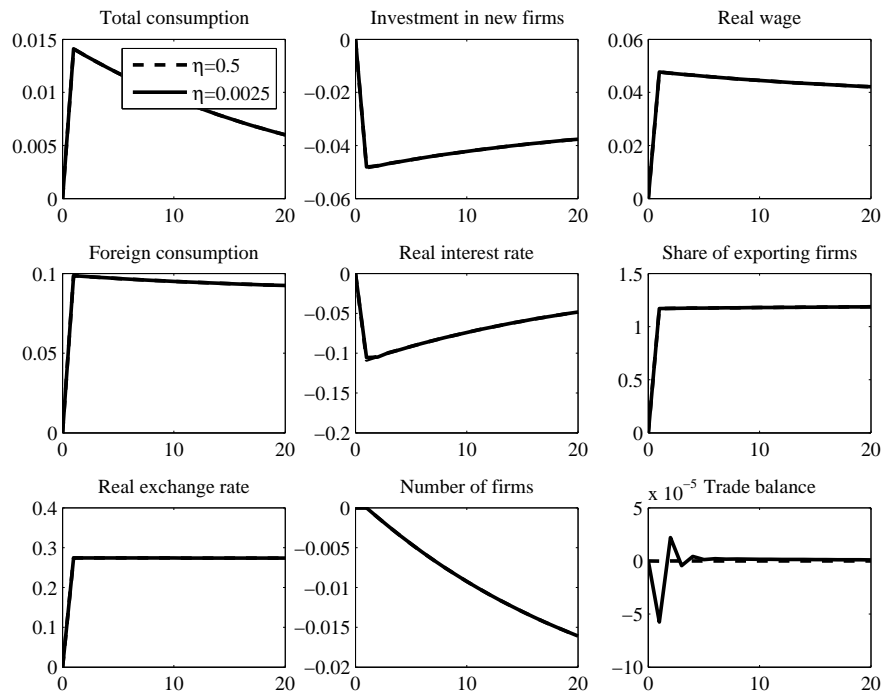 Total consumption
0.015
0.01
0.005
0
0 10 20
η=0.5
η=0.0025
Investment in new firms
0
−0.02
−0.04
−0.06
0 10 20
Real wage
0.06
0.04
0.02
0
0 10 20
Foreign consumption
0.1
0.05
0
0 10 20
Real interest rate
0
−0.05
−0.1
−0.15
−0.2
0 10 20
Share of exporting firms
1.5
1
0.5
0
0 10 20
Real exchange rate
0.4
0.3
0.2
0.1
0
0 10 20
Number of firms
0
−0.005
−0.01
−0.015
−0.02
0 10 20
x 10⁻⁵ Trade balance
5
0
−5
−10
0 10 20